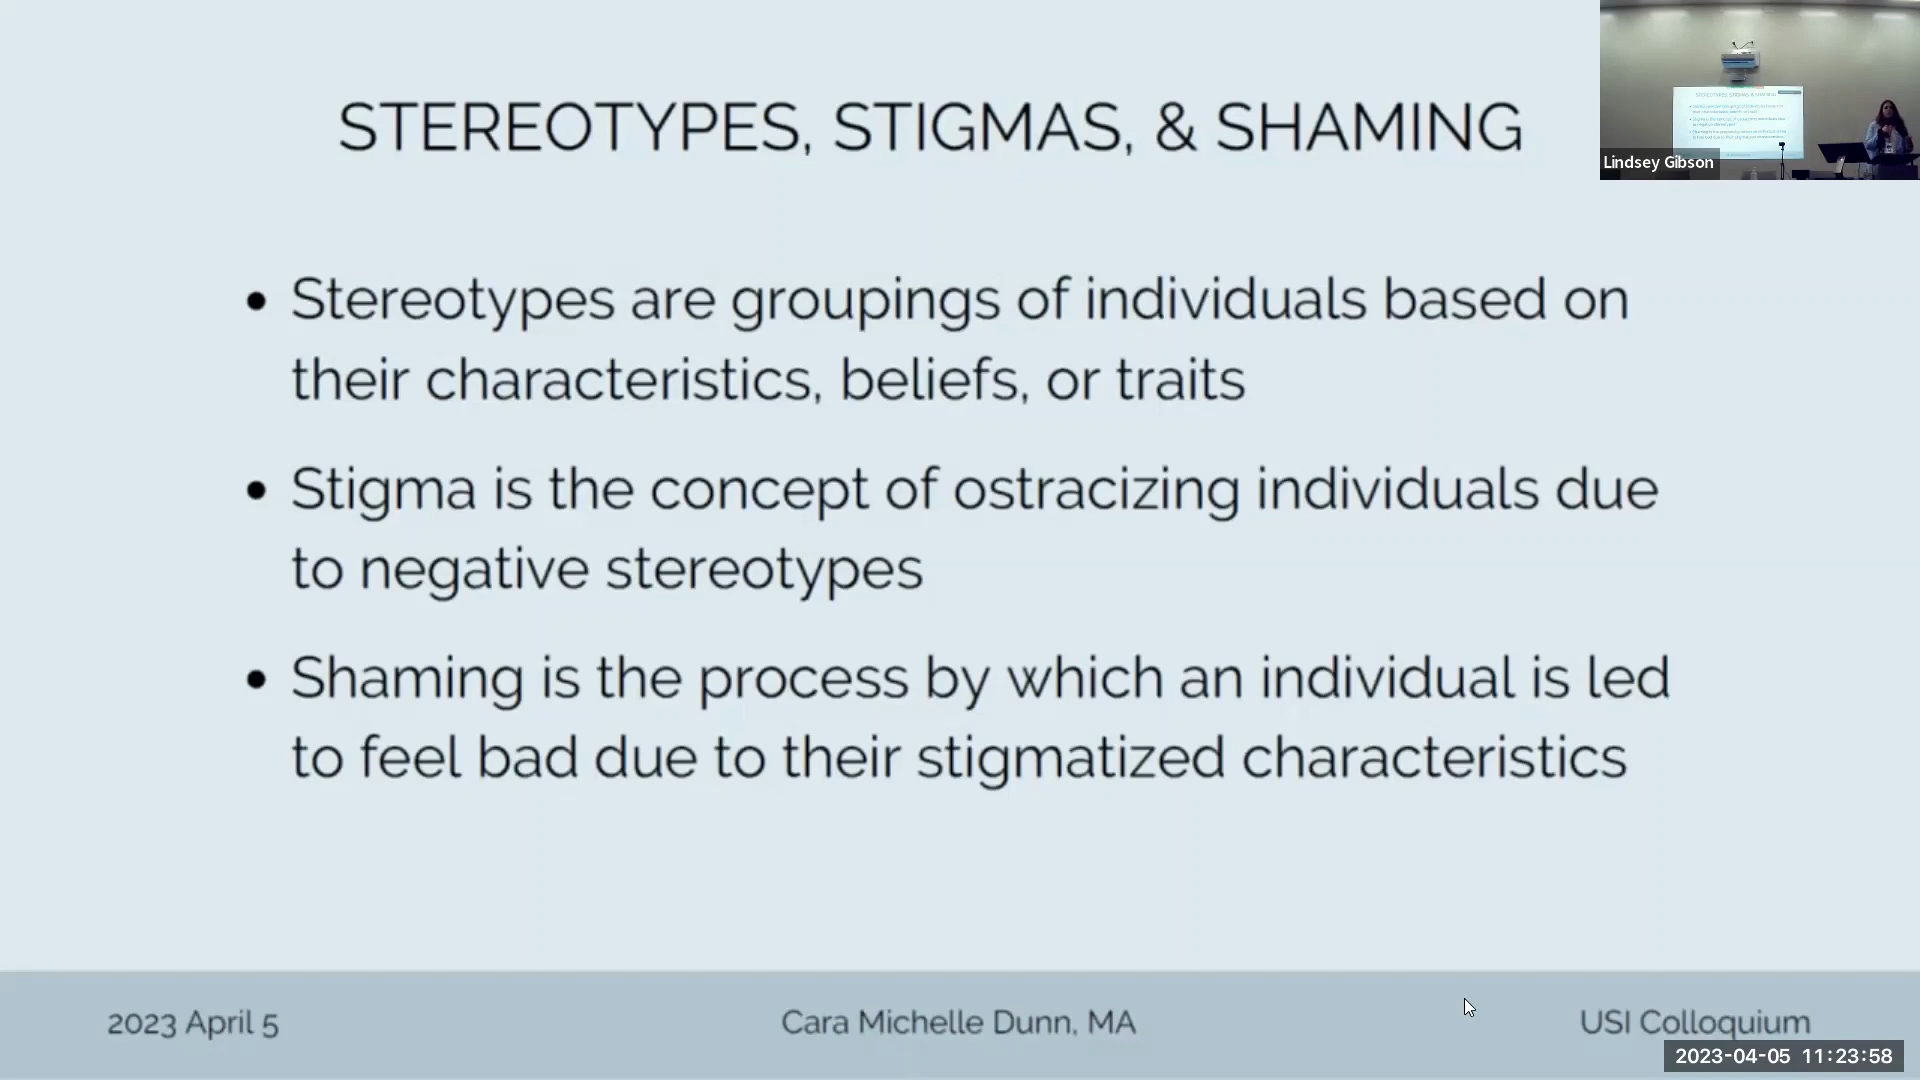 STEREOTYPES, STIGMAS, & SHAMING
Lindsey Gibson
• Stereotypes are groupings of individuals based on
their characteristics, beliefs, or traits
• Stigma is the concept of ostracizing individuals due
to negative stereotypes
• Shaming is the process by which an individual is led
to feel bad due to their stigmatized characteristics
2023 April 5
Cara Michelle Dunn, MA
USI Colloquium
2023-04-05 11:23:58